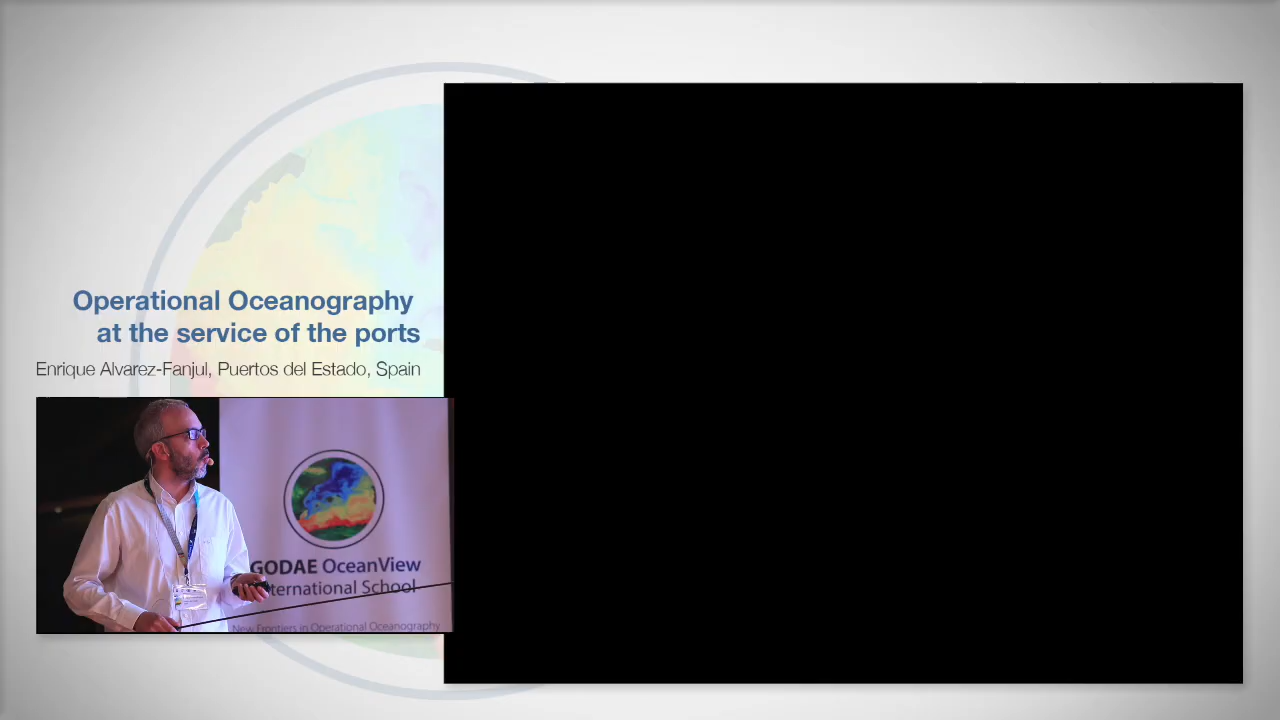 Operational Oceanography
at the service of the ports
Enrique Alvarez-Fanjul, Puertos del Estado, Spain
GODAE OceanView
International School
New Frontiers in Operational Oceanography